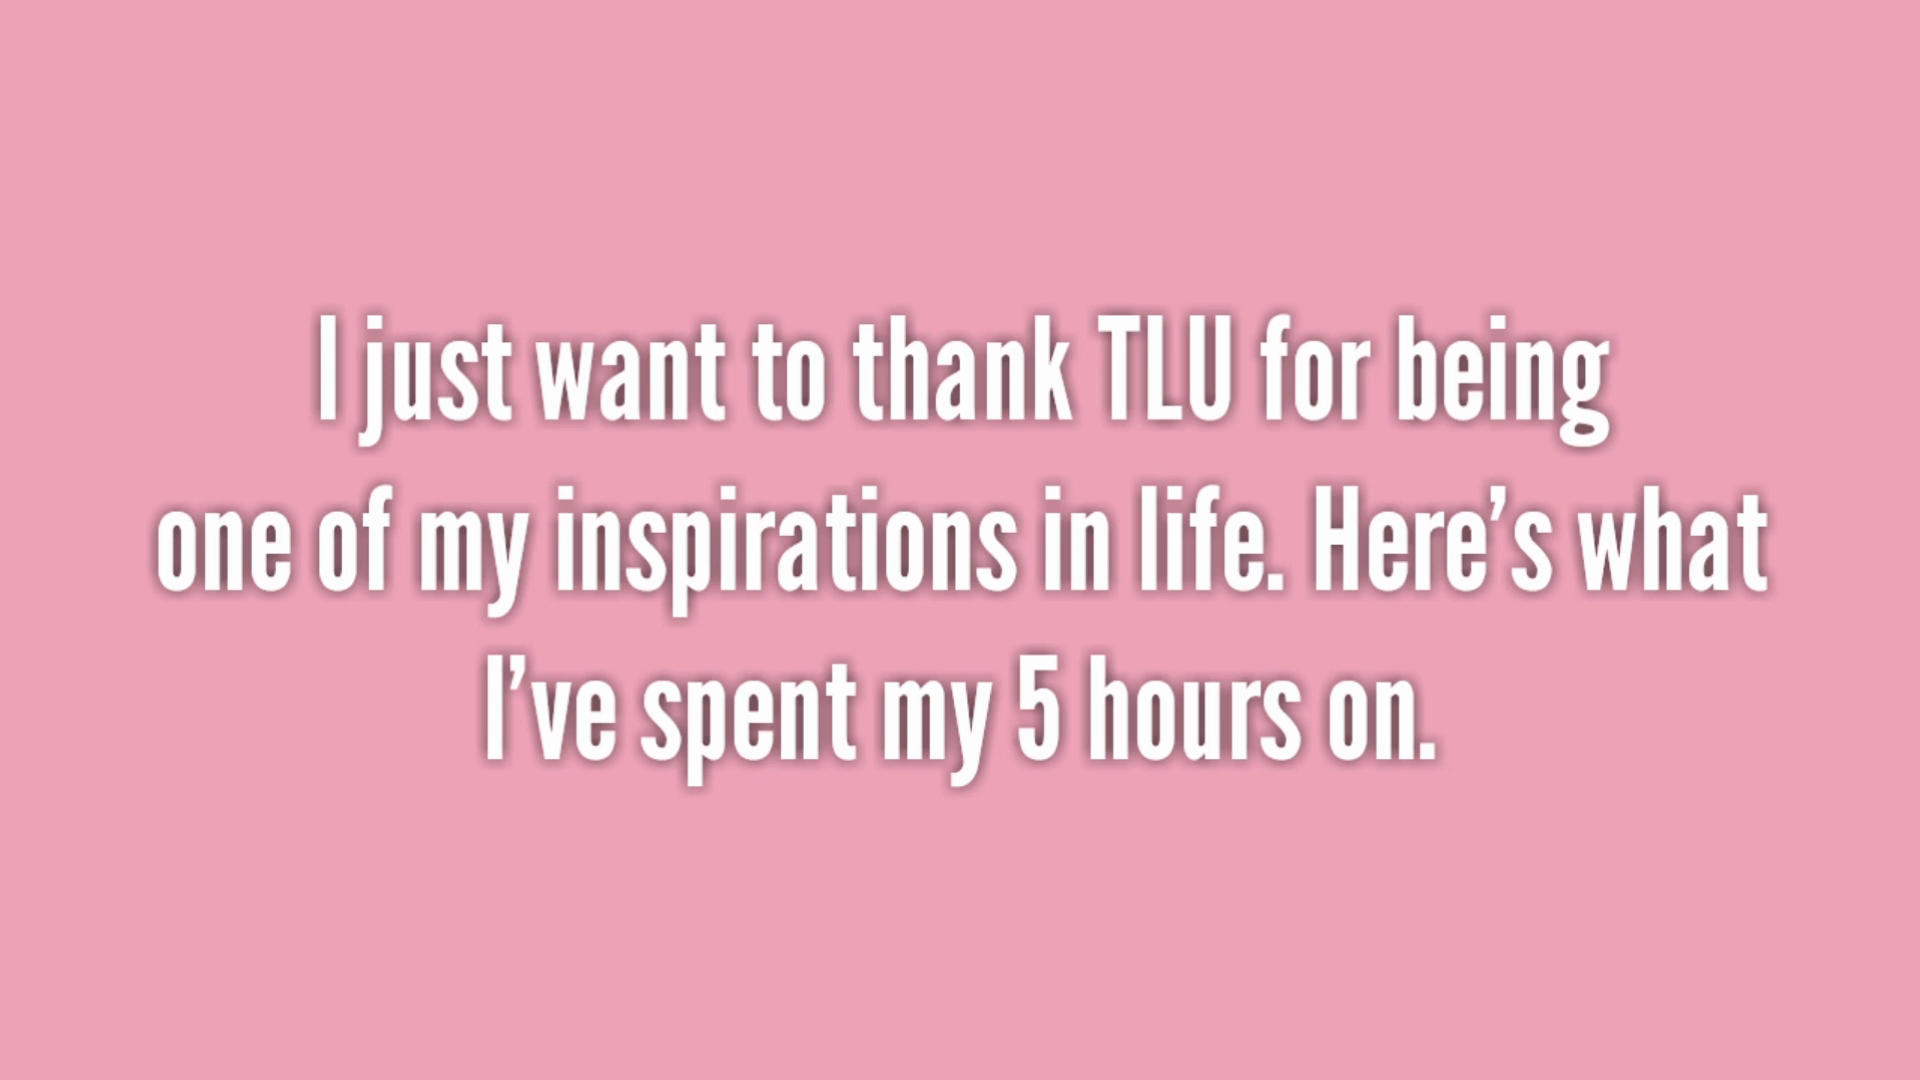 I just want to thank TLU for being
one of my inspirations in life. Here’s what
I’ve spent my 5 hours on.